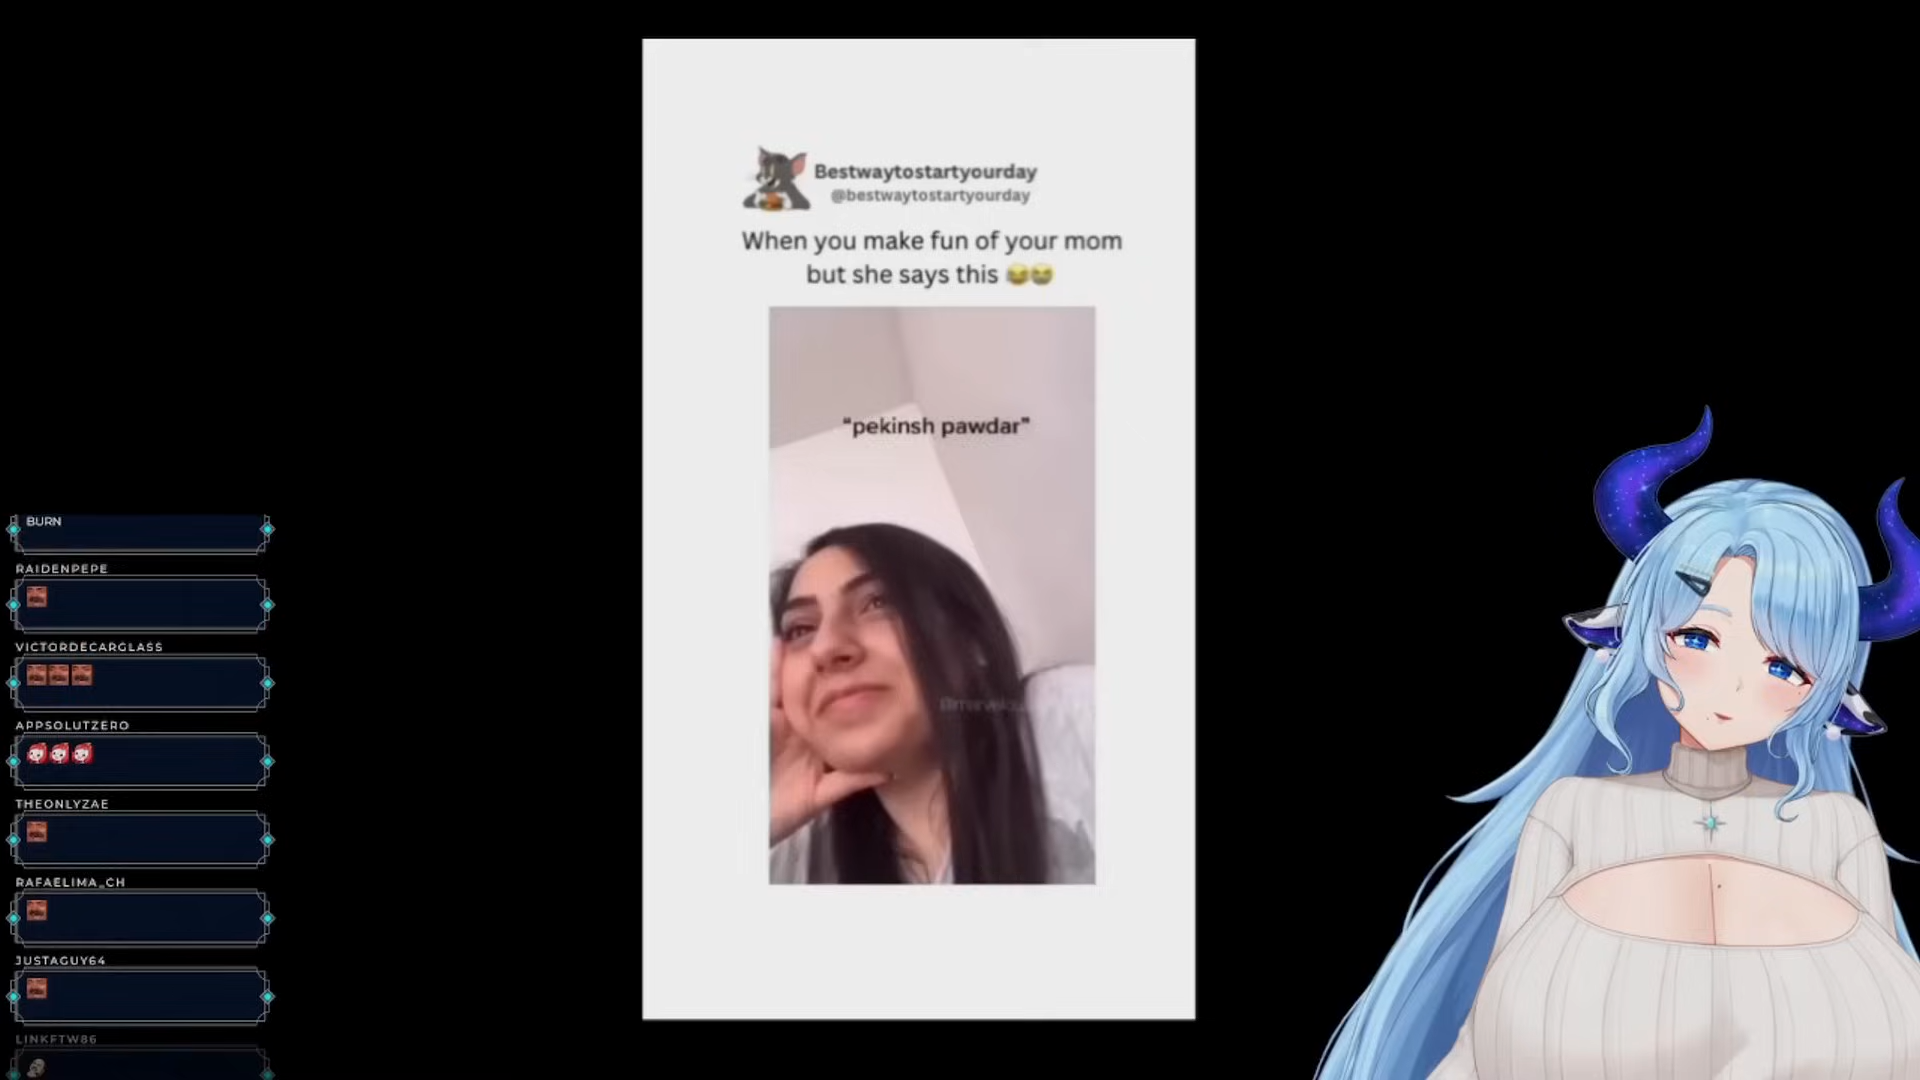 Bestwaytostartyourday
@bestwaytostartyourday
When you make fun of your mom
but she says this 😂😭
"pekinsh pawdar"
BURN
RAIDENPEPE
VICTORDECARGLASS
APPSOLUTZERO
THEONLYZAE
RAFAELIMA_CH
JUSTAGUY64
LINKFTW86